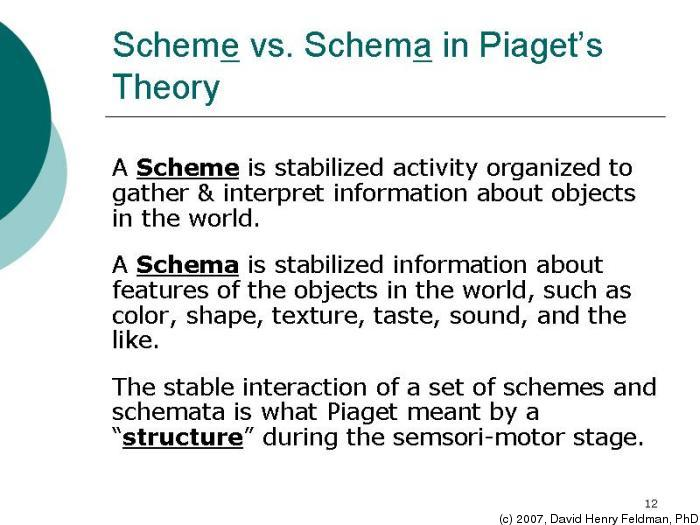 Scheme vs. Schema in Piaget's
Theory
A Scheme is stabilized activity organized to
gather & interpret information about objects
in the world.
A Schema is stabilized information about
features of the objects in the world, such as
color, shape, texture, taste, sound, and the
like.
The stable interaction of a set of schemes and
schemata is what Piaget meant by a
“structure” during the semsori-motor stage.
12
(c) 2007, David Henry Feldman, PhD